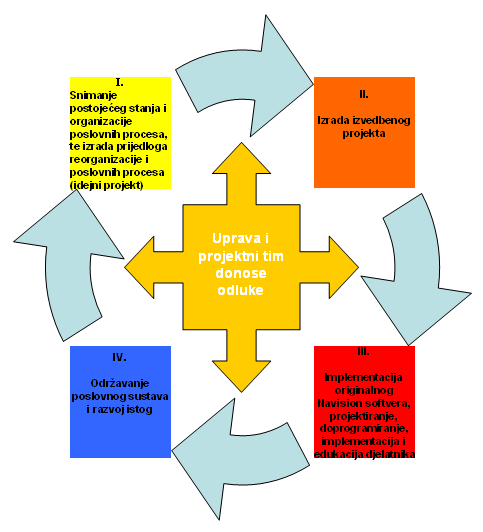 I.
Snimanje
postojećeg stanja i
organizacije
poslovnih procesa,
te izrada prijedloga
reorganizacije i
poslovnih procesa
(idejni projekt)
II.
Izrada izvedbenog
projekta
Uprava i
projektni tim
donose
odluke
IV.
Održavanje
poslovnog sustava
i razvoj istog
III.
Implementacija
originalnog
Navision softvera,
projektiranje,
doprogramiranje,
implementacija i
edukacija djelatnika